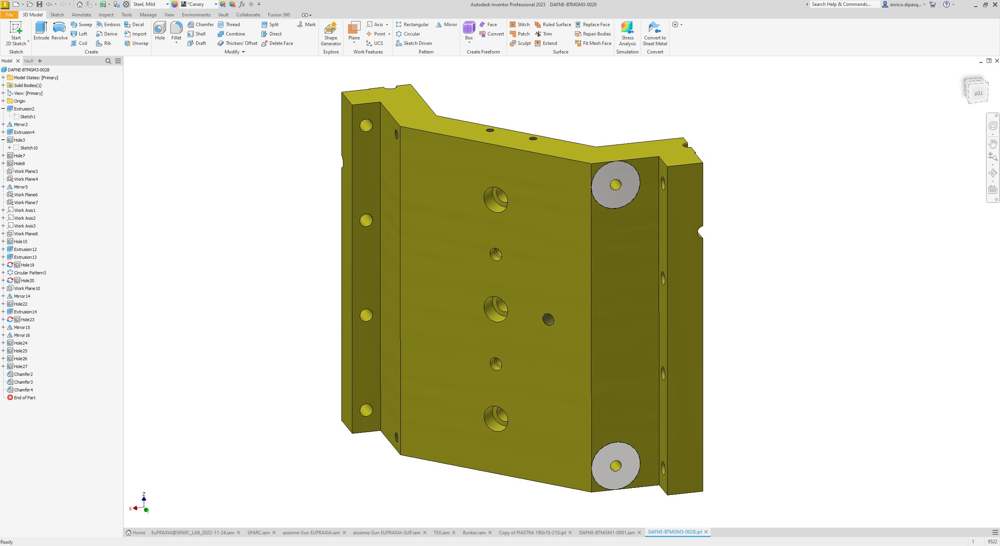 Steel, Mild
*Canary
fx
Autodesk Inventor Professional 2023 DAFNE-BTMGM3-0028
Search Help & Commands...
enrico.dipasq...
File 3D Model Sketch Annotate Inspect Tools Manage View Environments Vault Collaborate Fusion 360
Start
2D Sketch
Sketch
Extrude
Revolve
Sweep
Loft
Coil
Emboss
Derive
Rib
Decal
Import
Unwrap
Create
Hole
Fillet
Chamfer
Shell
Draft
Thread
Combine
Thicken/ Offset
Split
Direct
Delete Face
Mark
Modify
Shape
Generator
Explore
Plane
Axis
Point
UCS
Work Features
Rectangular
Circular
Sketch Driven
Mirror
Pattern
Box
Face
Convert
Create Freeform
Stitch
Patch
Sculpt
Ruled Surface
Trim
Extend
Replace Face
Repair Bodies
Fit Mesh Face
Surface
Stress
Analysis
Simulation
Convert to
Sheet Metal
Convert
Model
Vault
DAFNE-BTMGM3-0028
Model States: [Primary]
Solid Bodies(1)
View: [Primary]
Origin
Extrusion2
Sketch1
Mirror2
Extrusion4
Hole3
Sketch10
Hole7
Hole8
Work Plane3
Work Plane4
Mirror5
Work Plane6
Work Plane7
Work Axis1
Work Axis2
Work Axis3
Work Plane8
Hole15
Extrusion12
Extrusion13
Hole19
Circular Pattern3
Hole20
Work Plane10
Mirror14
Hole22
Extrusion14
Hole23
Mirror15
Mirror16
Hole24
Hole25
Hole26
Hole27
Chamfer2
Chamfer3
Chamfer4
End of Part
TOP
Z
X
Y
Home
EuPRAXIA@SPARC_LAB_2022-11-24.iam
SPARC.iam
assieme Gun EUPRAXIA.iam
assieme Gun EUPRAXIA-SUP.iam
TEX.iam
Bunker.iam
Copy of PIASTRA 190x10-210.ipt
DAFNE-BTMGM1-0001.iam
DAFNE-BTMGM3-0028.ipt
Ready
1 9522